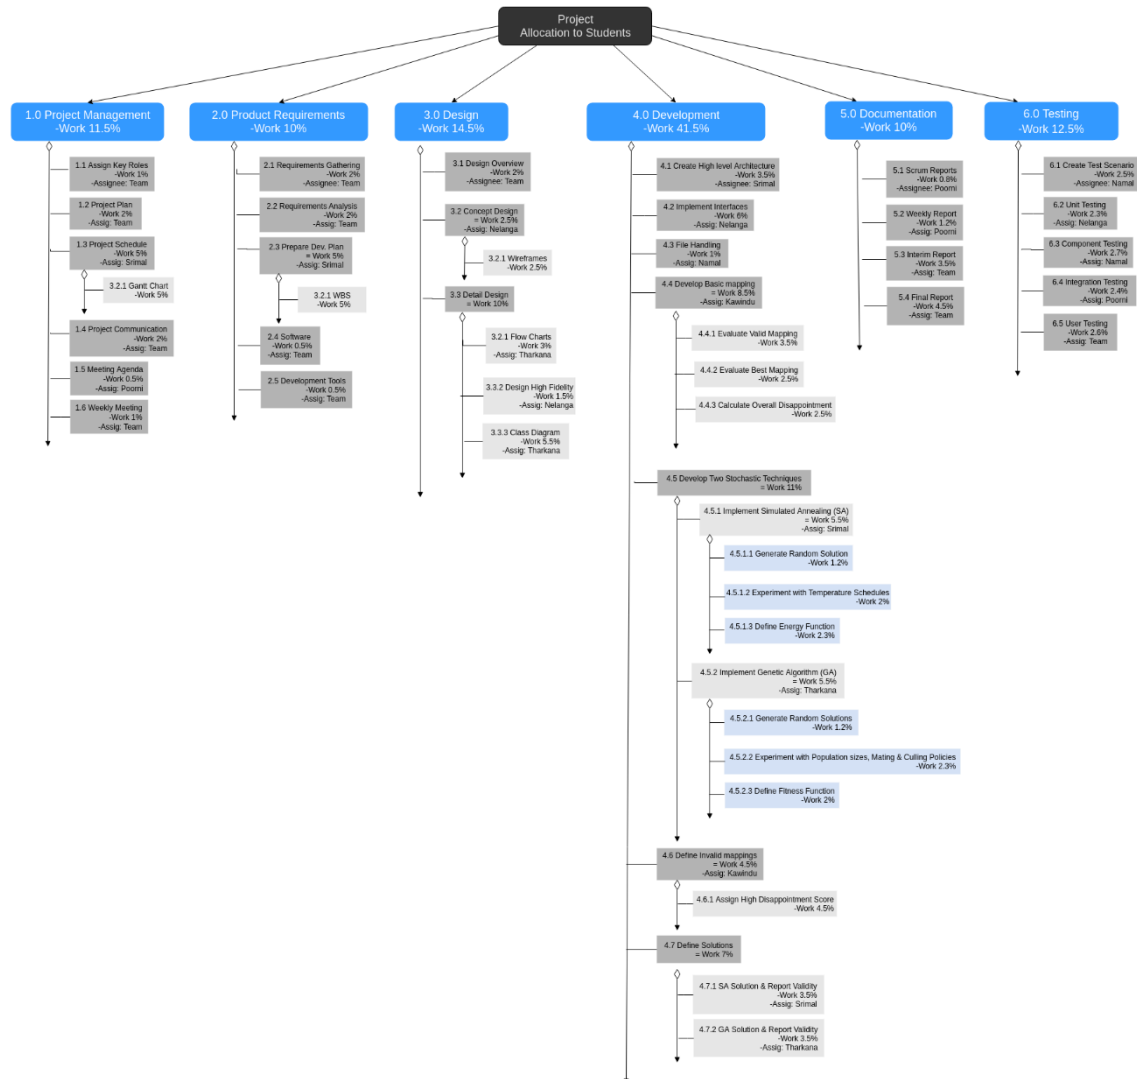 Project
Allocation to Students
1.0 Project Management
-Work 11.5%
1.1 Assign Key Roles
-Work 1%
-Assignee: Team
1.2 Project Plan
-Work 2%
-Assig: Team
1.3 Project Schedule
-Work 5%
-Assig: Srimal
3.2.1 Gantt Chart
-Work 5%
1.4 Project Communication
-Work 2%
-Assig: Team
1.5 Meeting Agenda
-Work 0.5%
-Assig: Poorni
1.6 Weekly Meeting
-Work 1%
-Assig: Team
2.0 Product Requirements
-Work 10%
2.1 Requirements Gathering
-Work 2%
-Assignee: Team
2.2 Requirements Analysis
-Work 2%
-Assig: Team
2.3 Prepare Dev. Plan
= Work 5%
-Assig: Srimal
3.2.1 WBS
-Work 5%
2.4 Software
-Work 0.5%
-Assig: Team
2.5 Development Tools
-Work 0.5%
-Assig: Team
3.0 Design
-Work 14.5%
3.1 Design Overview
-Work 2%
-Assignee: Team
3.2 Concept Design
= Work 2.5%
-Assig: Nelanga
3.2.1 Wireframes
-Work 2.5%
3.3 Detail Design
= Work 10%
3.2.1 Flow Charts
-Work 3%
-Assig: Tharkana
3.3.2 Design High Fidelity
-Work 1.5%
-Assig: Nelanga
3.3.3 Class Diagram
-Work 5.5%
-Assig: Tharkana
4.0 Development
-Work 41.5%
4.1 Create High level Architecture
-Work 3.5%
-Assignee: Srimal
4.2 Implement Interfaces
-Work 6%
-Assig: Nelanga
4.3 File Handling
-Work 1%
-Assig: Namal
4.4 Develop Basic mapping
= Work 8.5%
-Assig: Kawindu
4.4.1 Evaluate Valid Mapping
-Work 3.5%
4.4.2 Evaluate Best Mapping
-Work 2.5%
4.4.3 Calculate Overall Disappointment
-Work 2.5%
4.5 Develop Two Stochastic Techniques
= Work 11%
4.5.1 Implement Simulated Annealing (SA)
= Work 5.5%
-Assig: Srimal
4.5.1.1 Generate Random Solution
-Work 1.2%
4.5.1.2 Experiment with Temperature Schedules
-Work 2%
4.5.1.3 Define Energy Function
-Work 2.3%
4.5.2 Implement Genetic Algorithm (GA)
= Work 5.5%
-Assig: Tharkana
4.5.2.1 Generate Random Solutions
-Work 1.2%
4.5.2.2 Experiment with Population sizes, Mating & Culling Policies
-Work 2.3%
4.5.2.3 Define Fitness Function
-Work 2%
4.6 Define Invalid mappings
= Work 4.5%
-Assig: Kawindu
4.6.1 Assign High Disappointment Score
-Work 4.5%
4.7 Define Solutions
= Work 7%
4.7.1 SA Solution & Report Validity
-Work 3.5%
-Assig: Srimal
4.7.2 GA Solution & Report Validity
-Work 3.5%
-Assig: Tharkana
5.0 Documentation
-Work 10%
5.1 Scrum Reports
-Work 0.8%
-Assignee: Poorni
5.2 Weekly Report
-Work 1.2%
-Assig: Poorni
5.3 Interim Report
-Work 3.5%
-Assig: Team
5.4 Final Report
-Work 4.5%
-Assig: Team
6.0 Testing
-Work 12.5%
6.1 Create Test Scenario
-Work 2.5%
-Assignee: Namal
6.2 Unit Testing
-Work 2.3%
-Assig: Nelanga
6.3 Component Testing
-Work 2.7%
-Assig: Namal
6.4 Integration Testing
-Work 2.4%
-Assig: Poorni
6.5 User Testing
-Work 2.6%
-Assig: Team